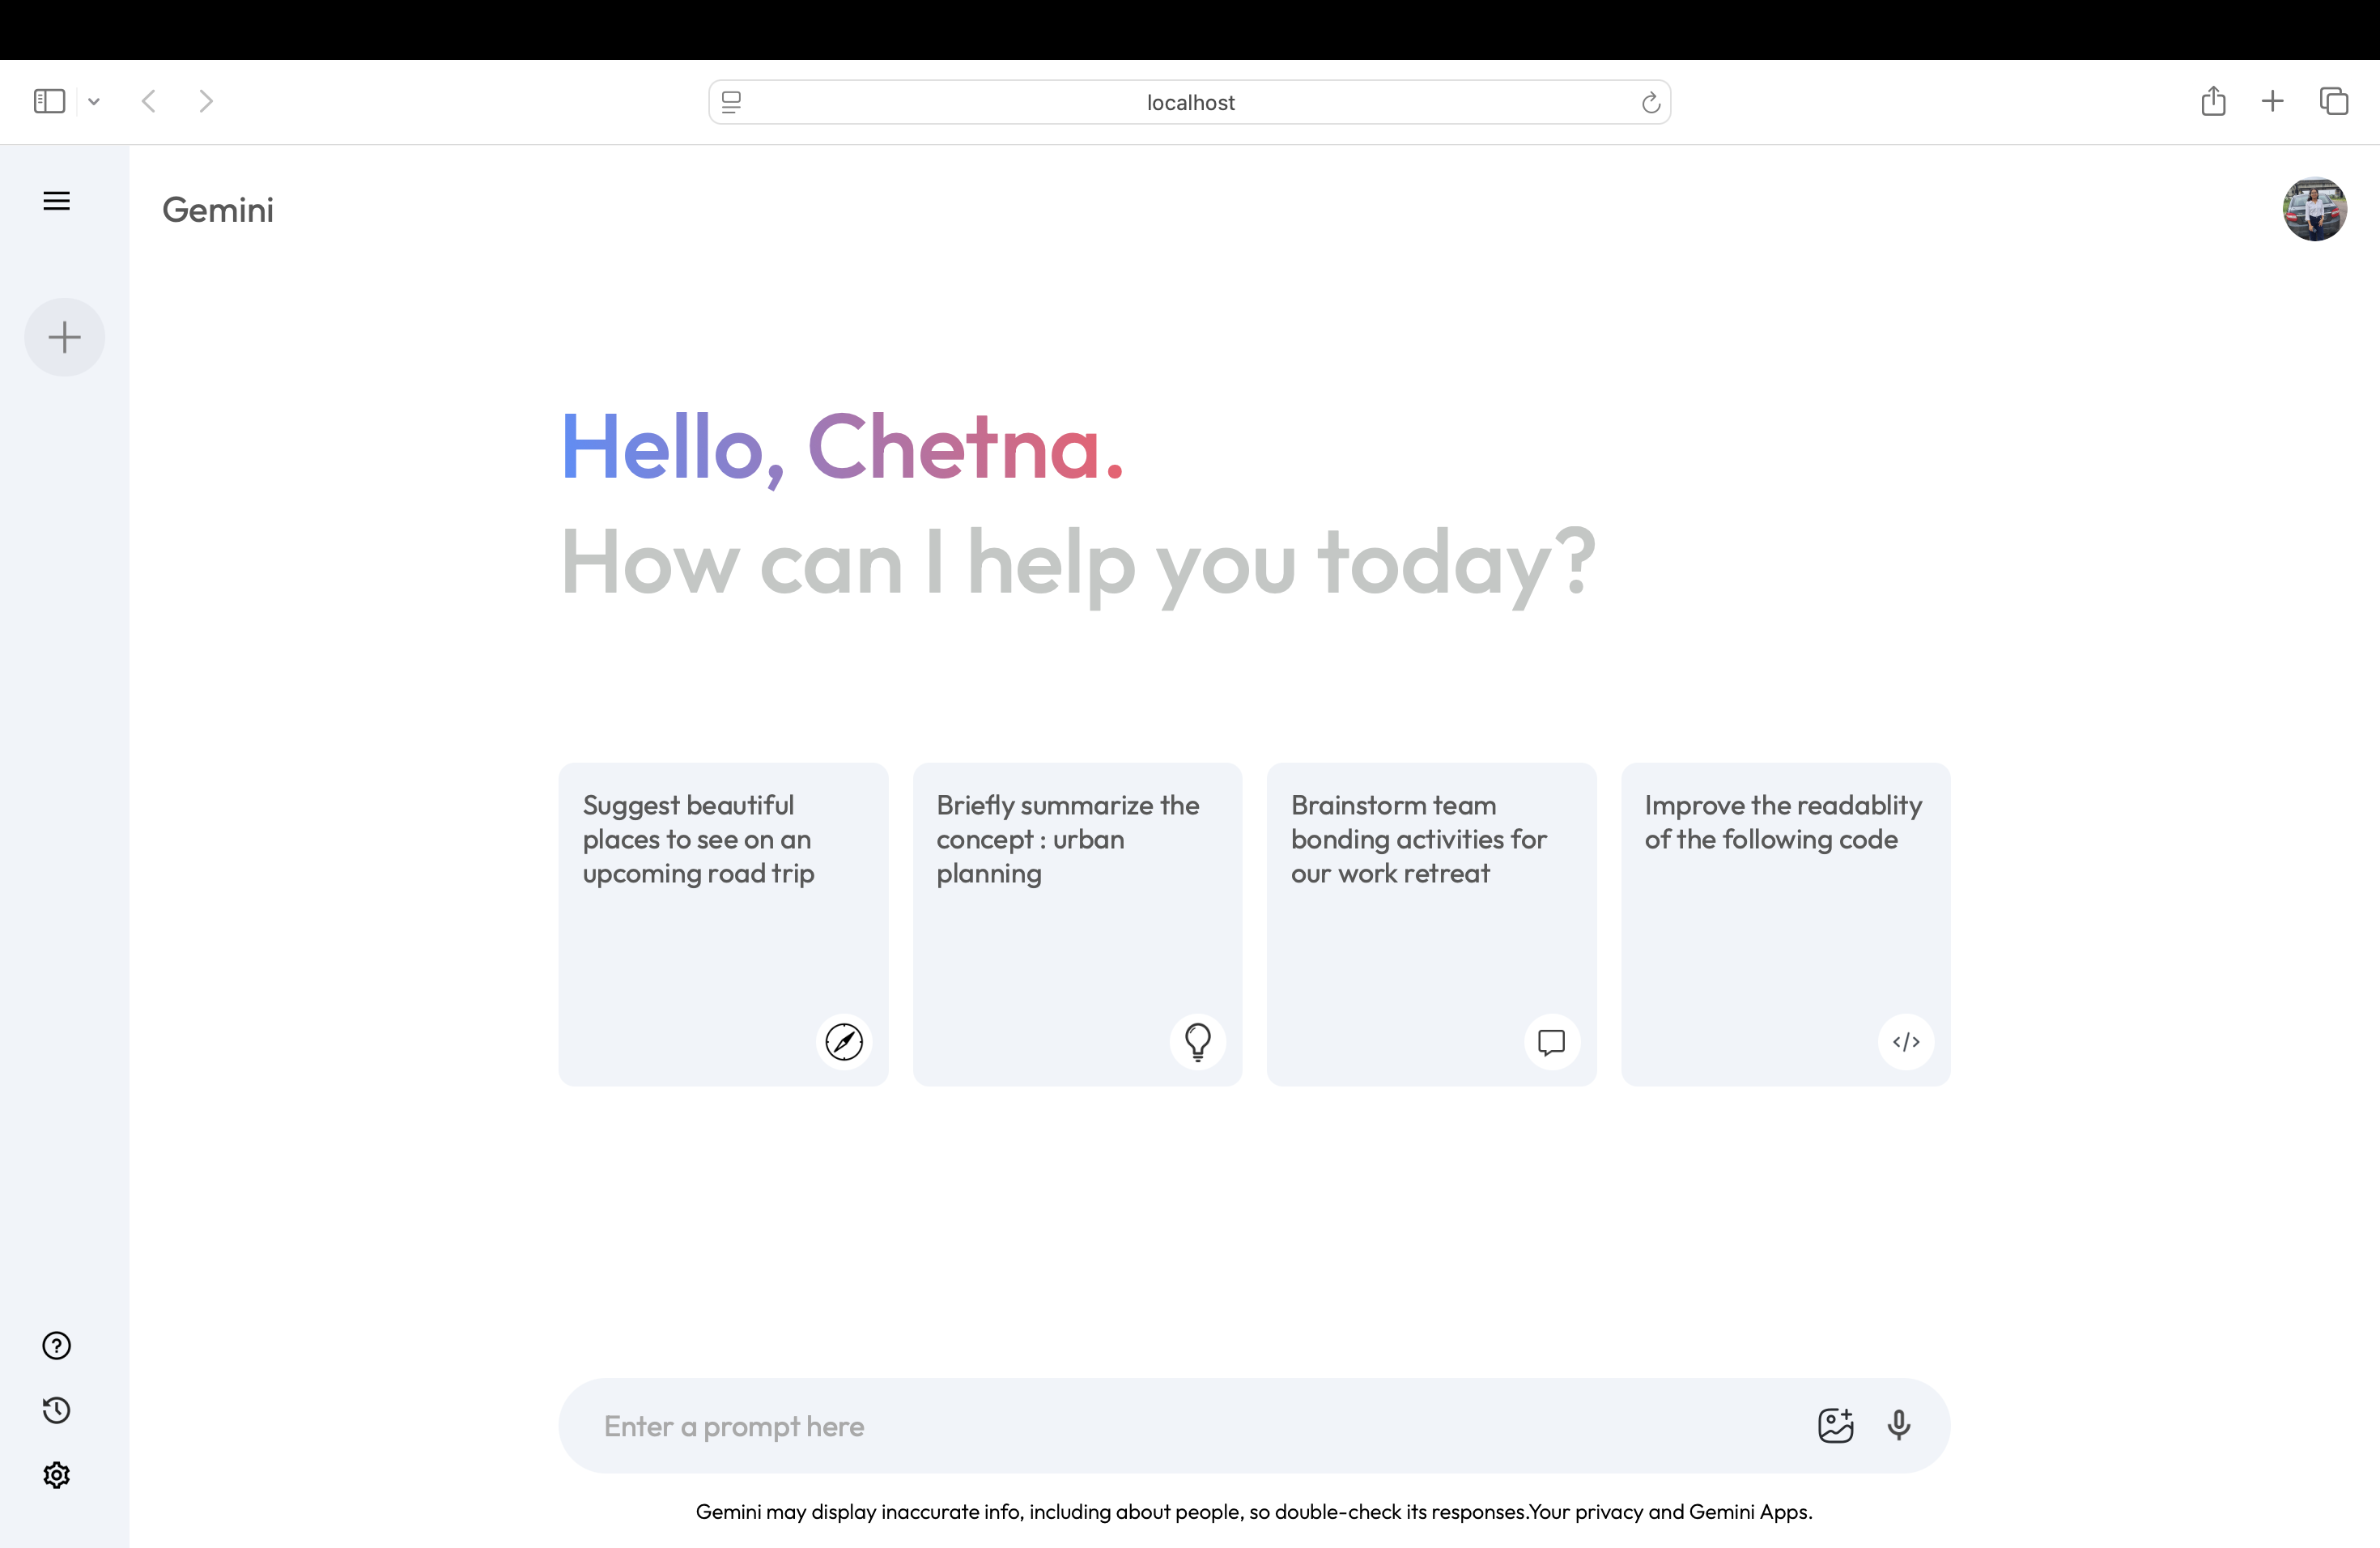 localhost
Gemini
Hello, Chetna.
How can I help you today?
Suggest beautiful
places to see on an
upcoming road trip
Briefly summarize the
concept : urban
planning
Brainstorm team
bonding activities for
our work retreat
Improve the readablity
of the following code
Enter a prompt here
Gemini may display inaccurate info, including about people, so double-check its responses.Your privacy and Gemini Apps.